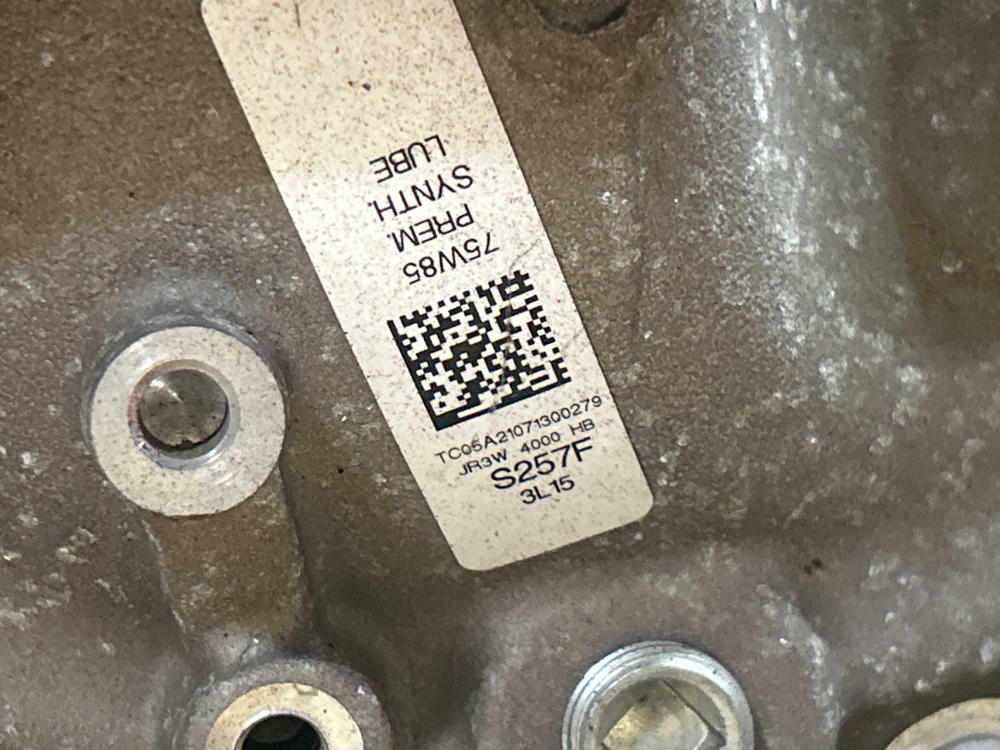 TC05A21071300279
JR3W 4000 HB
S257F
3L15
75W85
PREM.
SYNTH.
LUBE